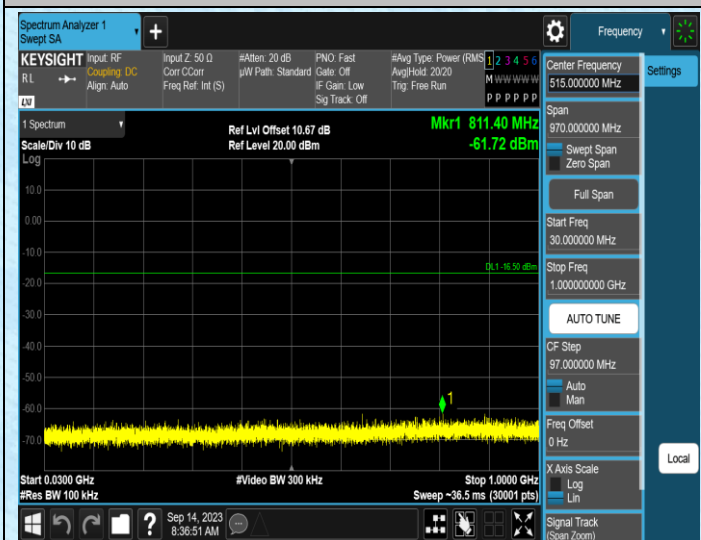 Spectrum Analyzer 1
Swept SA
+
Frequency
KEYSIGHT
RL
LXI
Input: RF
Coupling: DC
Align: Auto
Input Z: 50 Ω
Corr CCorr
Freq Ref: Int (S)
#Atten: 20 dB
µW Path: Standard
PNO: Fast
Gate: Off
IF Gain: Low
Sig Track: Off
#Avg Type: Power (RMS
Avg|Hold: 20/20
Trig: Free Run
1 2 3 4 5 6
M W W W W W
P P P P P P
1 Spectrum
Scale/Div 10 dB
Log
Ref Lvl Offset 10.67 dB
Ref Level 20.00 dBm
Mkr1 811.40 MHz
-61.72 dBm
10.0
0.00
-10.0
-20.0
-30.0
-40.0
-50.0
-60.0
-70.0
DL1 -16.50 dBm
1
Start 0.0300 GHz
#Res BW 100 kHz
#Video BW 300 kHz
Stop 1.0000 GHz
Sweep ~36.5 ms (30001 pts)
?
Sep 14, 2023
8:36:51 AM
Center Frequency
515.000000 MHz
Span
970.000000 MHz
Swept Span
Zero Span
Full Span
Start Freq
30.000000 MHz
Stop Freq
1.000000000 GHz
AUTO TUNE
CF Step
97.000000 MHz
Auto
Man
Freq Offset
0 Hz
X Axis Scale
Log
Lin
Signal Track
(Span Zoom)
Settings
Local